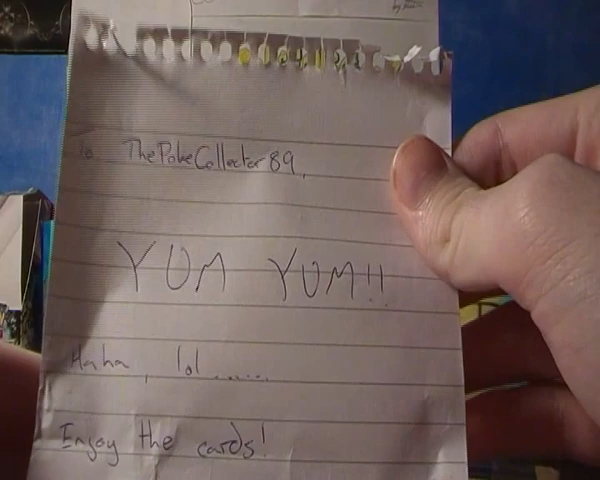 To ThePokeCollector89,
YUM YUM!!
Haha, lol......
Enjoy the cards!